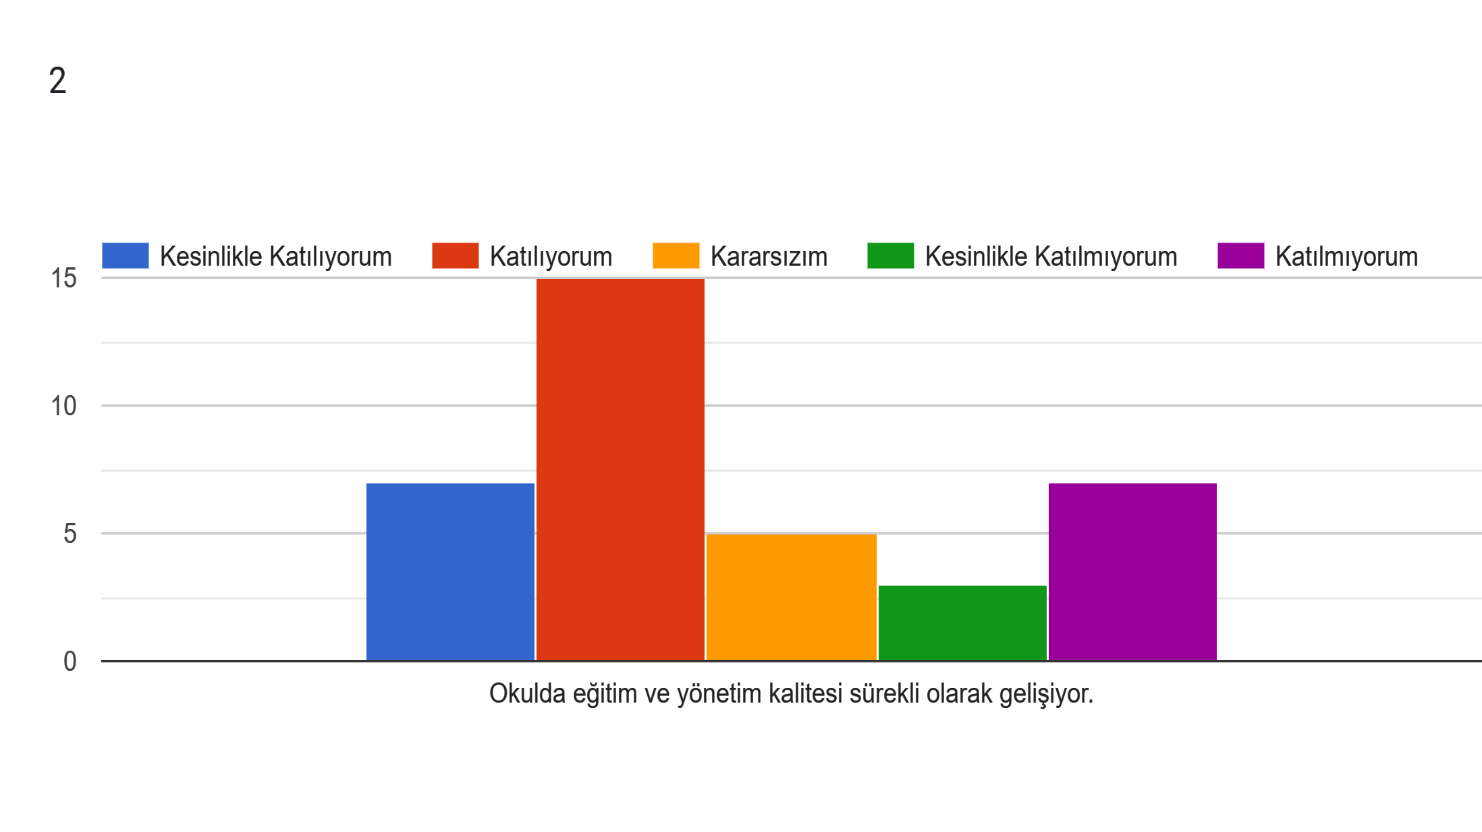 2
Kesinlikle Katılıyorum Katılıyorum Kararsızım Kesinlikle Katılmıyorum Katılmıyorum
15
10
5
0
Okulda eğitim ve yönetim kalitesi sürekli olarak gelişiyor.